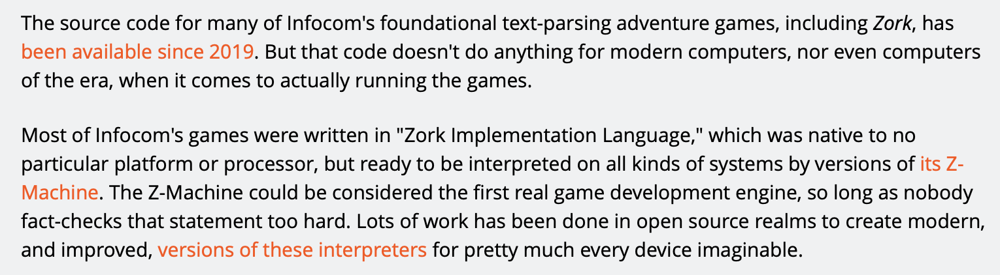 The source code for many of Infocom's foundational text-parsing adventure games, including Zork, has
been available since 2019. But that code doesn't do anything for modern computers, nor even computers
of the era, when it comes to actually running the games.
Most of Infocom's games were written in "Zork Implementation Language," which was native to no
particular platform or processor, but ready to be interpreted on all kinds of systems by versions of its Z-
Machine. The Z-Machine could be considered the first real game development engine, so long as nobody
fact-checks that statement too hard. Lots of work has been done in open source realms to create modern,
and improved, versions of these interpreters for pretty much every device imaginable.